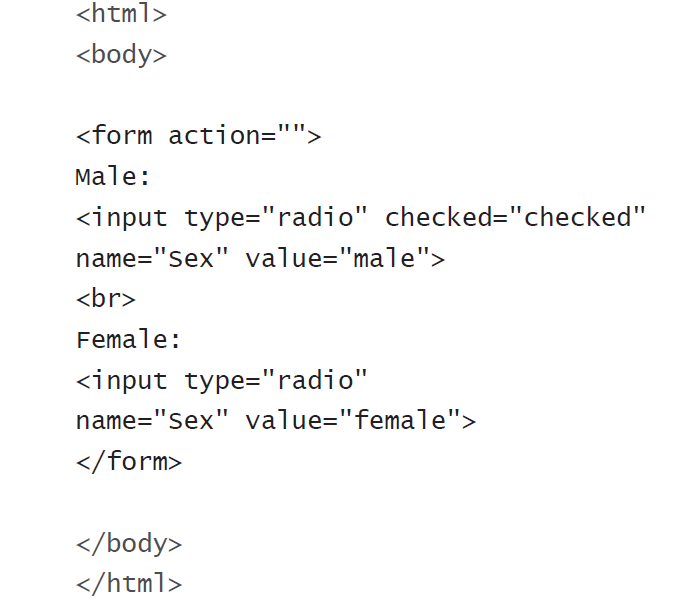 <html>
<body>
<form action="">
Male:
<input type="radio" checked="checked"
name="Sex" value="male">
<br>
Female:
<input type="radio"
name="Sex" value="female">
</form>
</body>
</html>